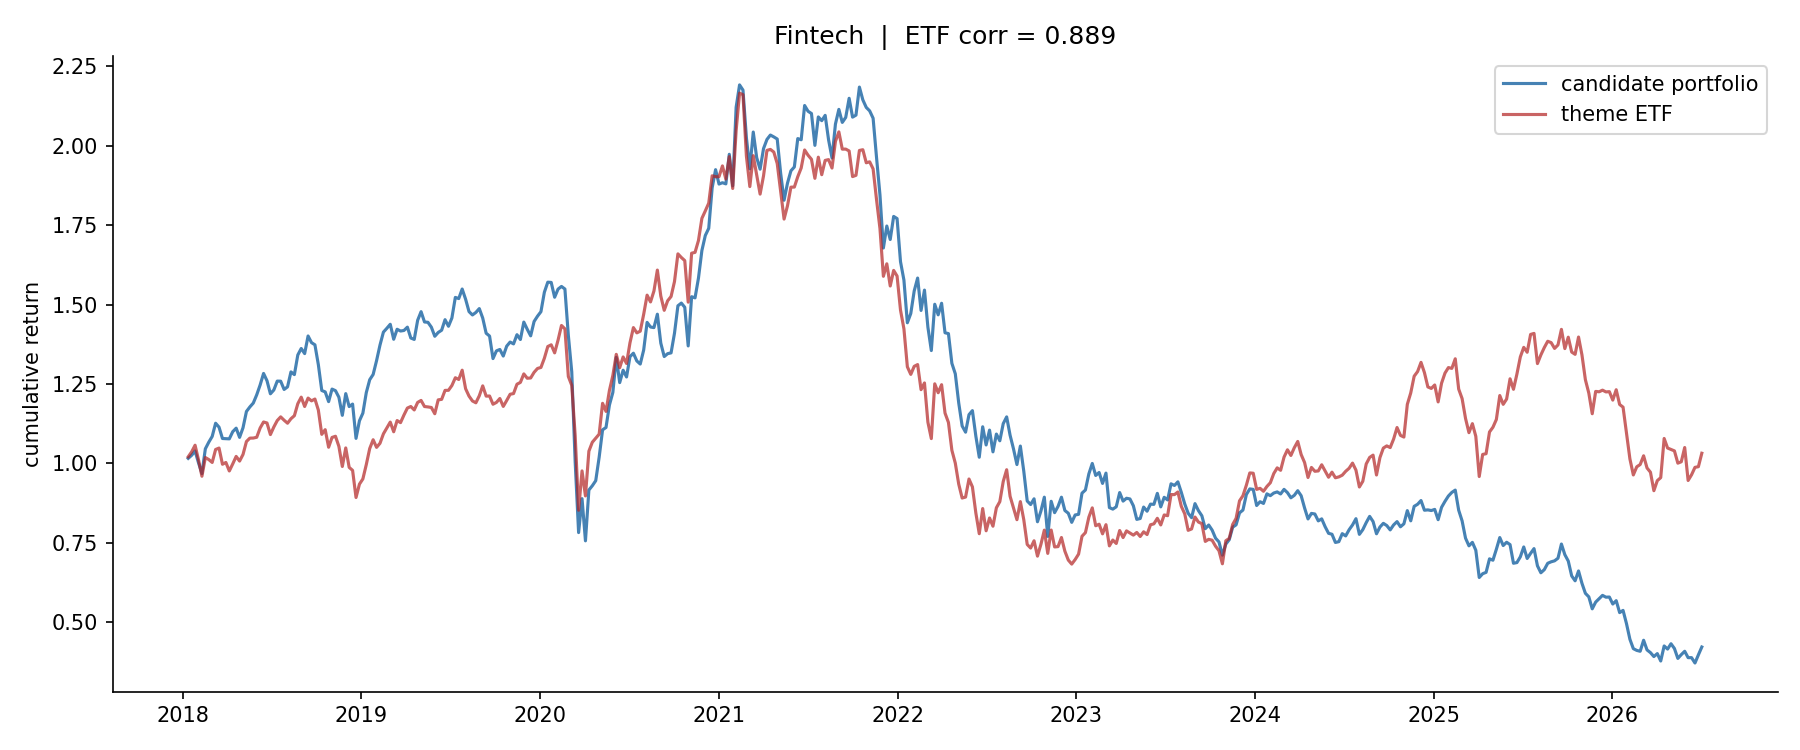 Fintech | ETF corr = 0.889
candidate portfolio
theme ETF
cumulative return
2.25
2.00
1.75
1.50
1.25
1.00
0.75
0.50
2018 2019 2020 2021 2022 2023 2024 2025 2026